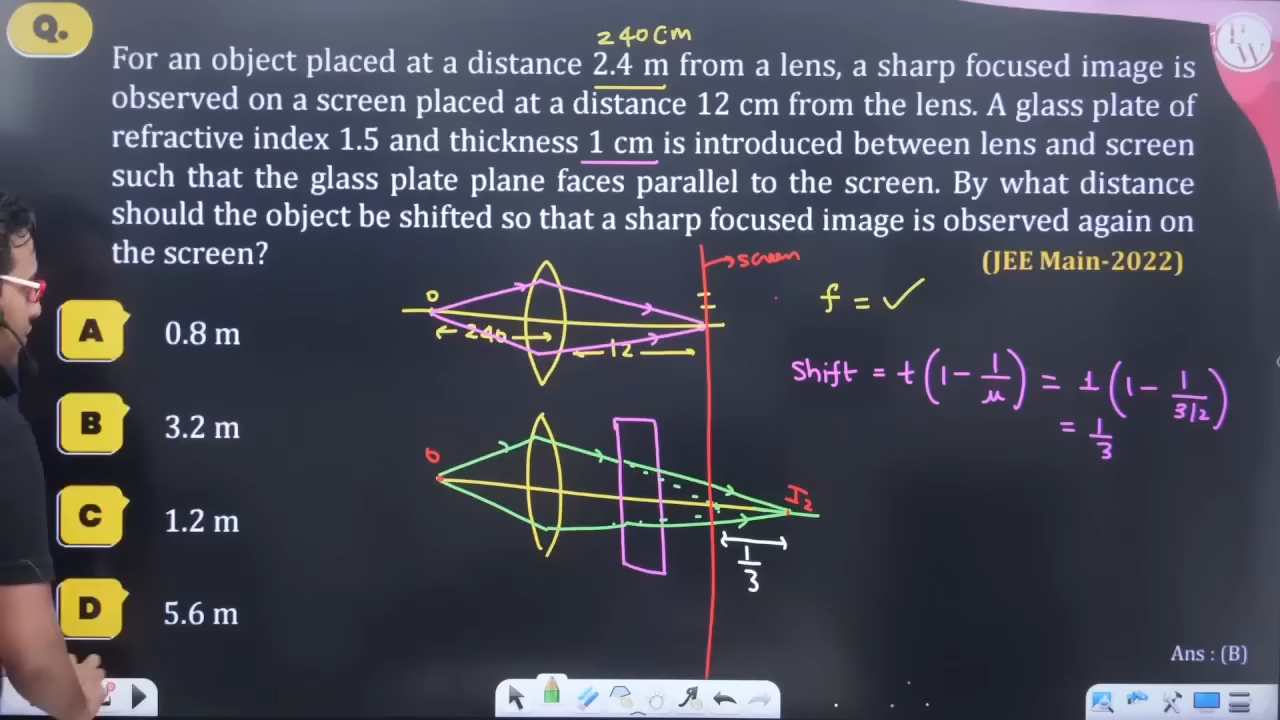 Q.
240cm
For an object placed at a distance 2.4 m from a lens, a sharp focused image is
observed on a screen placed at a distance 12 cm from the lens. A glass plate of
refractive index 1.5 and thickness 1 cm is introduced between lens and screen
such that the glass plate plane faces parallel to the screen. By what distance
should the object be shifted so that a sharp focused image is observed again on
the screen?
(JEE Main-2022)
A 0.8 m
B 3.2 m
C 1.2 m
D 5.6 m
screen
O
240
12
f = ✓
Shift = t(1 - 1/μ) = 1(1 - 1/3/2)
= 1/3
O
I₂
1/3
Ans : (B)
PW